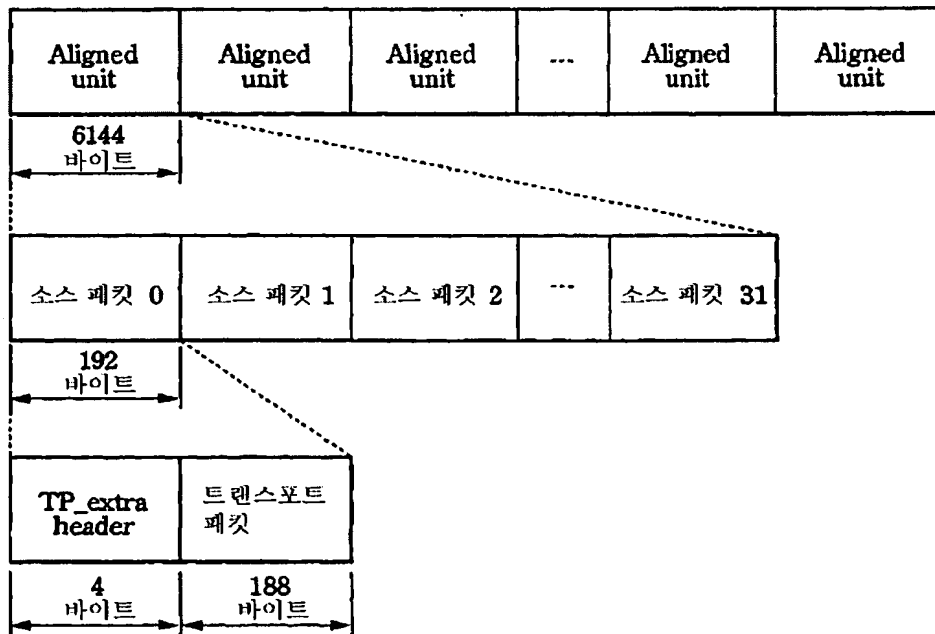 Aligned unit
Aligned unit
Aligned unit
---
Aligned unit
Aligned unit
6144
바이트
소스 패킷 0
소스 패킷 1
소스 패킷 2
---
소스 패킷 31
192
바이트
TP_extra header
트랜스포트 패킷
4
바이트
188
바이트